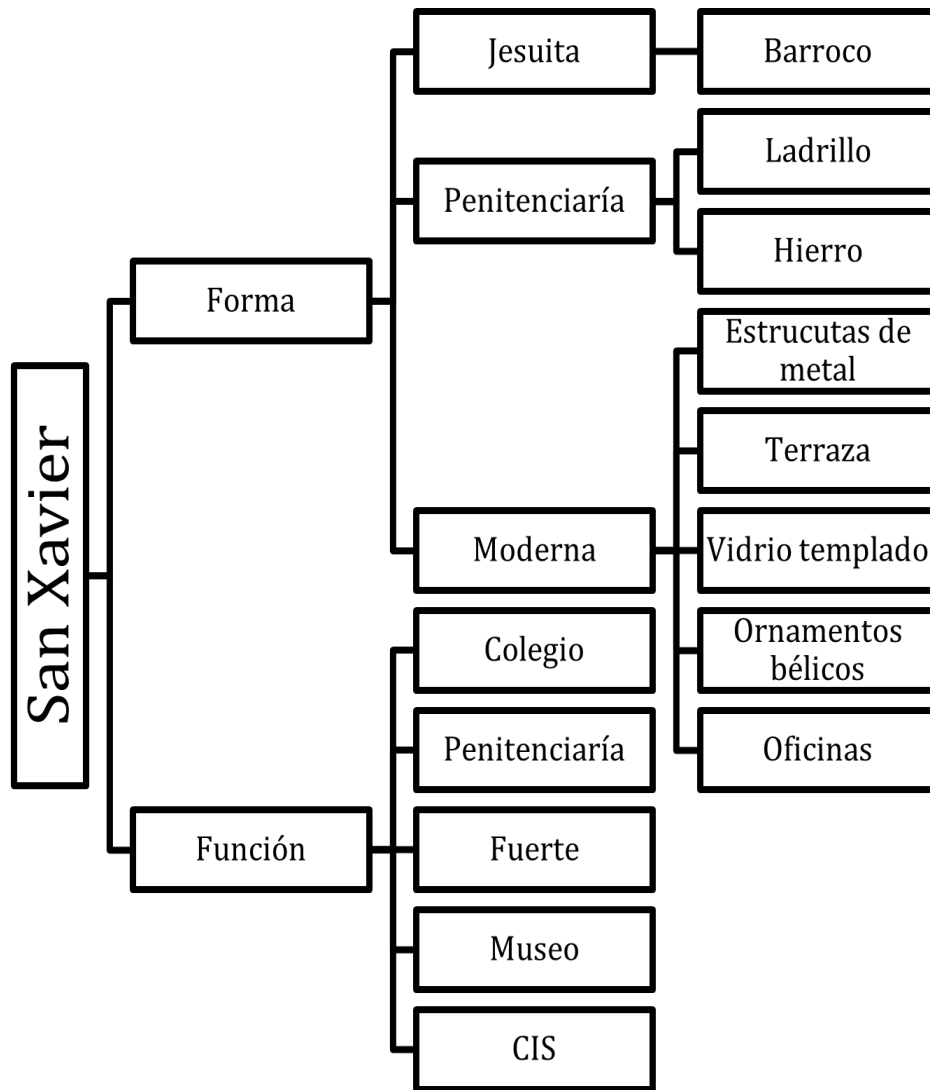 San Xavier
Forma
Jesuita
Barroco
Penitenciaría
Ladrillo
Hierro
Moderna
Estrucutas de
metal
Terraza
Vidrio templado
Ornamentos
bélicos
Oficinas
Función
Colegio
Penitenciaría
Fuerte
Museo
CIS